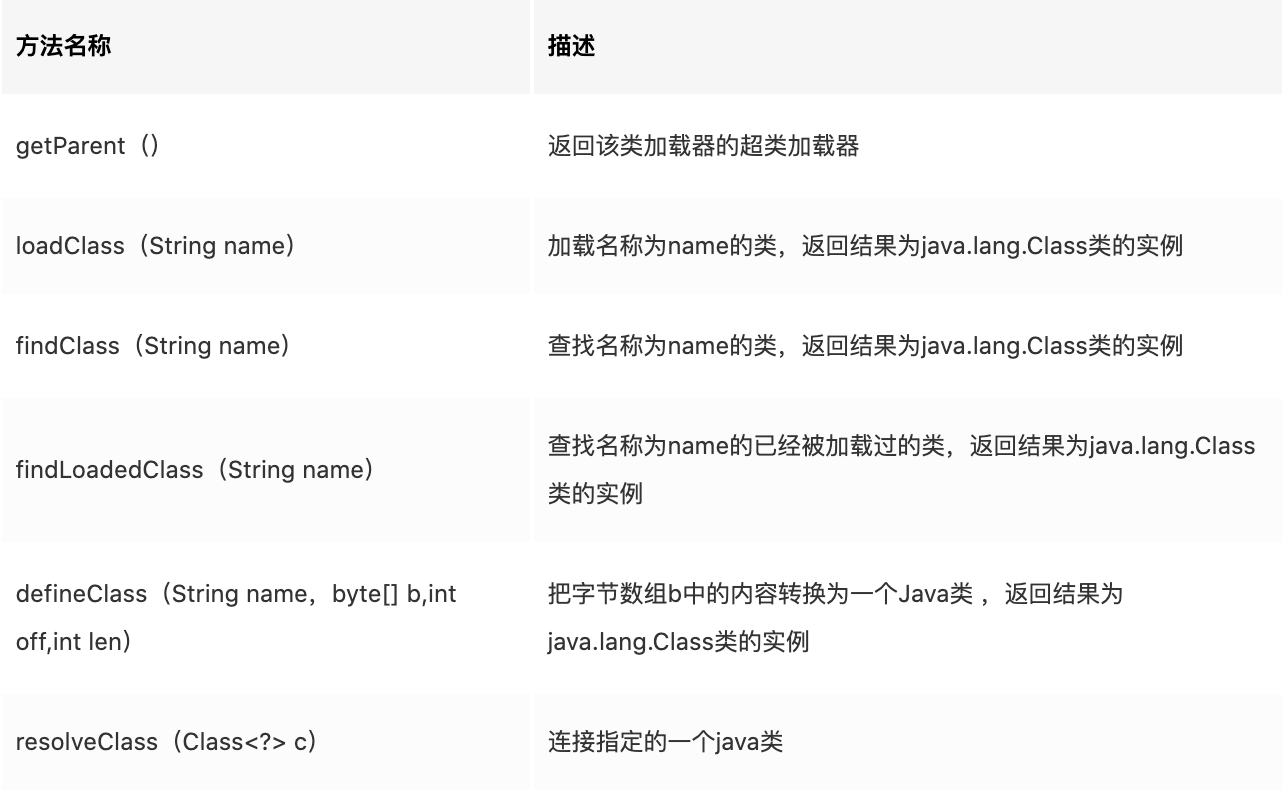 方法名称
描述
getParent（）
返回该类加载器的超类加载器
loadClass（String name）
加载名称为name的类，返回结果为java.lang.Class类的实例
findClass（String name）
查找名称为name的类，返回结果为java.lang.Class类的实例
findLoadedClass（String name）
查找名称为name的已经被加载过的类，返回结果为java.lang.Class
类的实例
defineClass（String name，byte[] b,int
off,int len）
把字节数组b中的内容转换为一个Java类 ，返回结果为
java.lang.Class类的实例
resolveClass（Class<?> c）
连接指定的一个java类